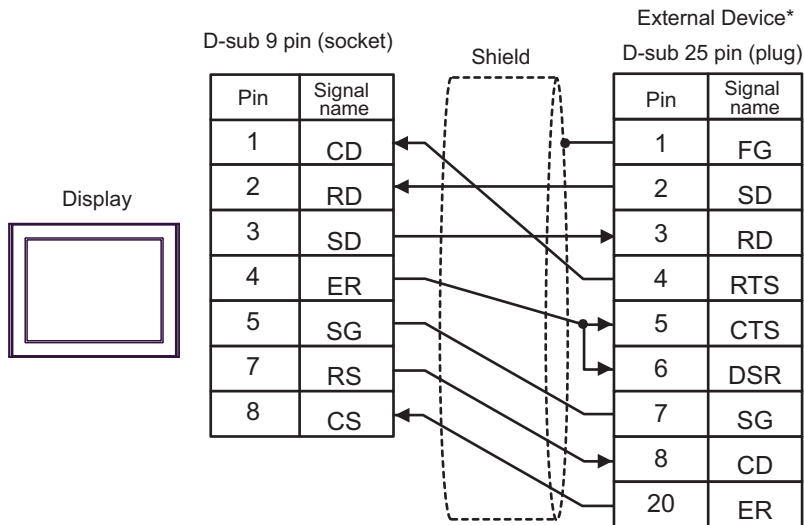 External Device*
D-sub 9 pin (socket)
Shield
D-sub 25 pin (plug)
Display
Pin Signal name
1 CD
2 RD
3 SD
4 ER
5 SG
7 RS
8 CS
Pin Signal name
1 FG
2 SD
3 RD
4 RTS
5 CTS
6 DSR
7 SG
8 CD
20 ER